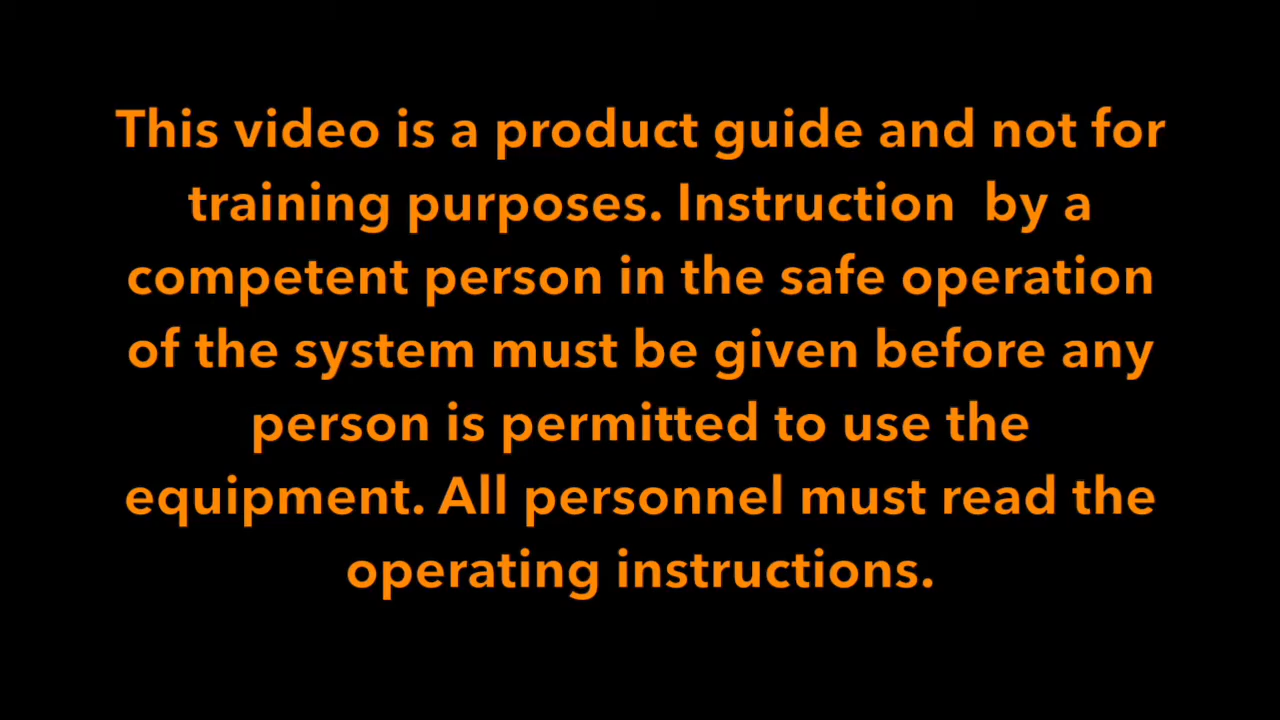 This video is a product guide and not for
training purposes. Instruction  by a
competent person in the safe operation
of the system must be given before any
person is permitted to use the
equipment. All personnel must read the
operating instructions.